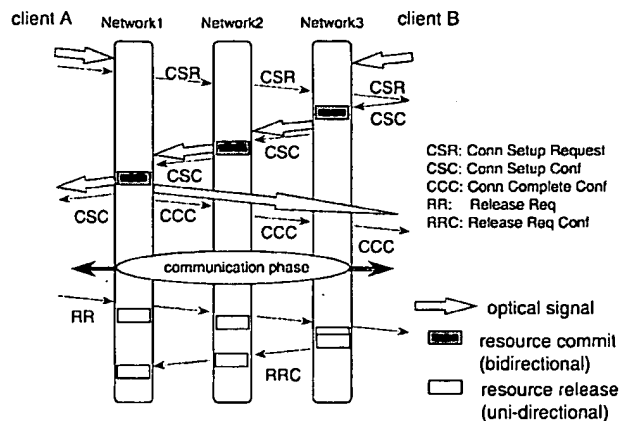 client A Network1 Network2 Network3 client B
CSR
CSR
CSR
CSC
CSC
CSC
CSC
CCC
CCC
CCC
CSR: Conn Setup Request
CSC: Conn Setup Conf
CCC: Conn Complete Conf
RR: Release Req
RRC: Release Req Conf
communication phase
RR
RRC
optical signal
resource commit
(bidirectional)
resource release
(uni-directional)